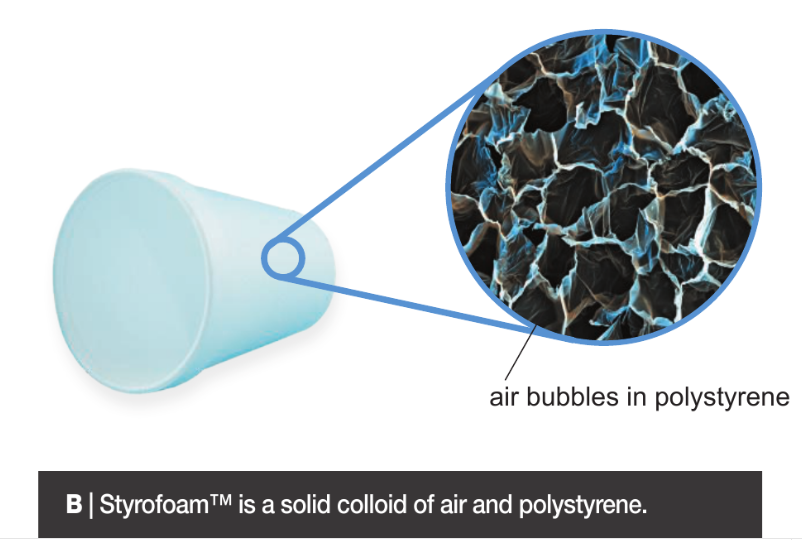 air bubbles in polystyrene
B | Styrofoam™ is a solid colloid of air and polystyrene.